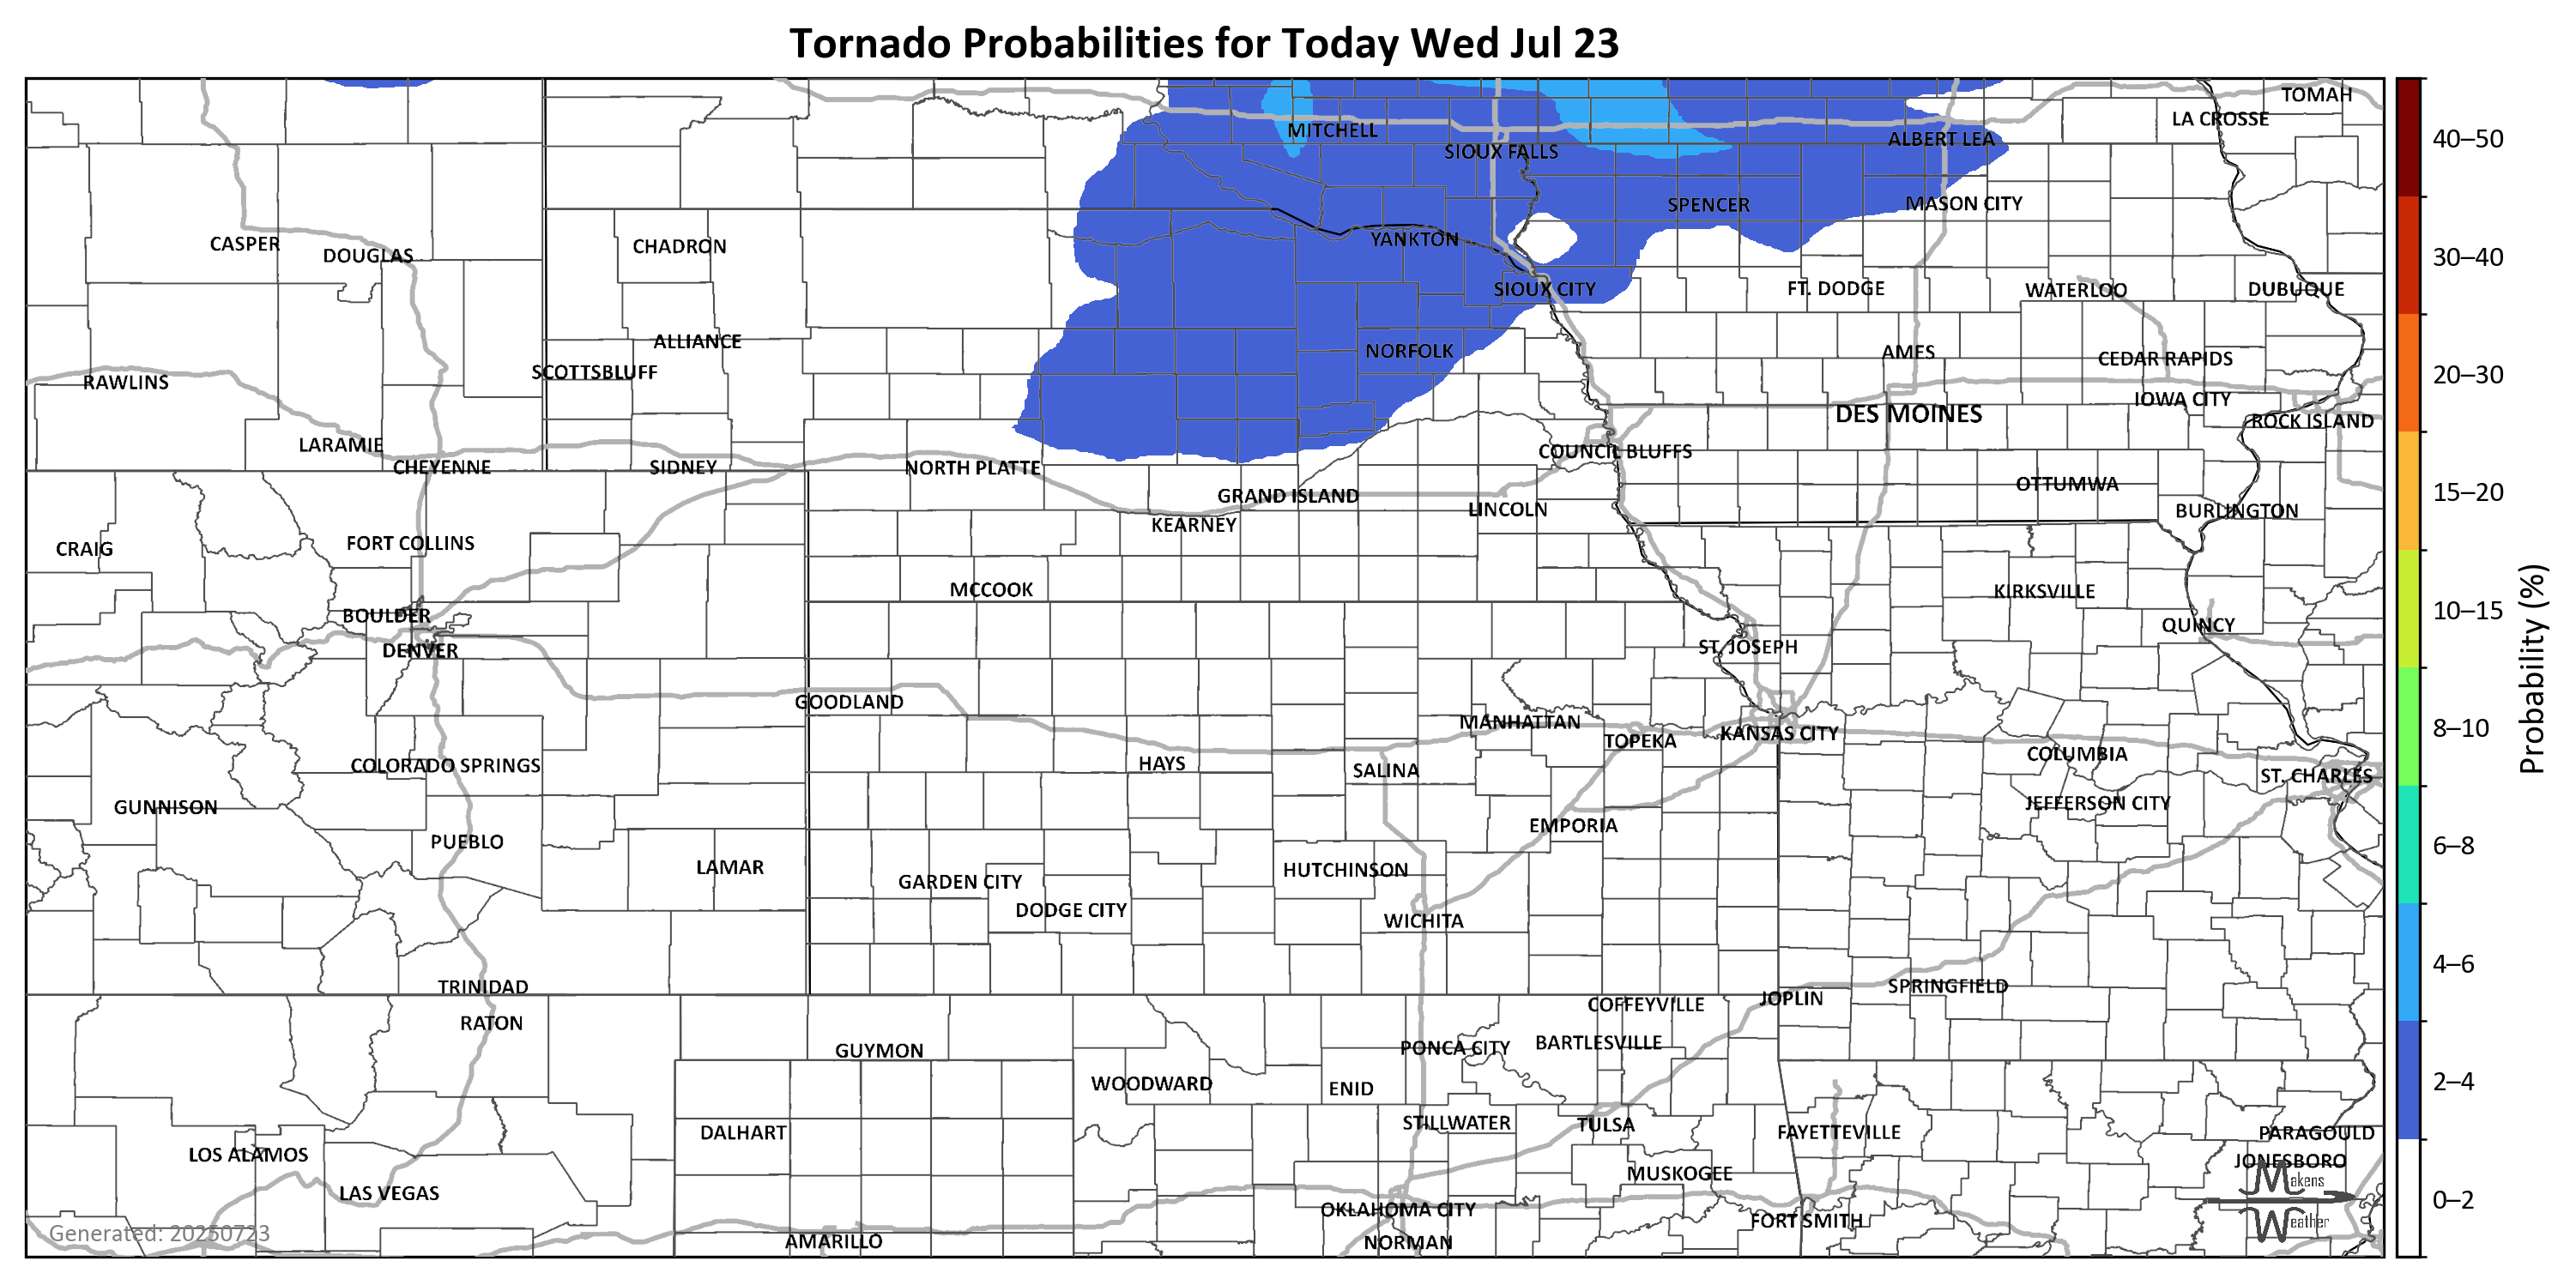 Tornado Probabilities for Today Wed Jul 23
TOMAH
LA CROSSE
MITCHELL
ALBERT LEA
SIOUX FALLS
SPENCER
MASON CITY
CASPER
DOUGLAS
CHADRON
YANKTON
SIOUX CITY
FT. DODGE
WATERLOO
DUBUQUE
ALLIANCE
NORFOLK
AMES
CEDAR RAPIDS
RAWLINS
SCOTTSBLUFF
IOWA CITY
DES MOINES
ROCK ISLAND
LARAMIE
CHEYENNE
SIDNEY
NORTH PLATTE
COUNCIL BLUFFS
OTTUMWA
GRAND ISLAND
LINCOLN
BURLINGTON
KEARNEY
CRAIG
FORT COLLINS
MCCOOK
KIRKSVILLE
BOULDER
QUINCY
DENVER
ST. JOSEPH
GOODLAND
MANHATTAN
TOPEKA
KANSAS CITY
COLUMBIA
COLORADO SPRINGS
HAYS
SALINA
ST. CHARLES
GUNNISON
JEFFERSON CITY
PUEBLO
EMPORIA
LAMAR
HUTCHINSON
GARDEN CITY
DODGE CITY
WICHITA
TRINIDAD
SPRINGFIELD
JOPLIN
COFFEYVILLE
RATON
GUYMON
PONCA CITY
BARTLESVILLE
WOODWARD
ENID
STILLWATER
TULSA
DALHART
FAYETTEVILLE
PARAGOULD
LOS ALAMOS
JONESBORO
MUSKOGEE
LAS VEGAS
OKLAHOMA CITY
FORT SMITH
AMARILLO
NORMAN
Generated: 20250723
Makens
Weather
40–50
30–40
20–30
15–20
10–15
8–10
6–8
4–6
2–4
0–2
Probability (%)